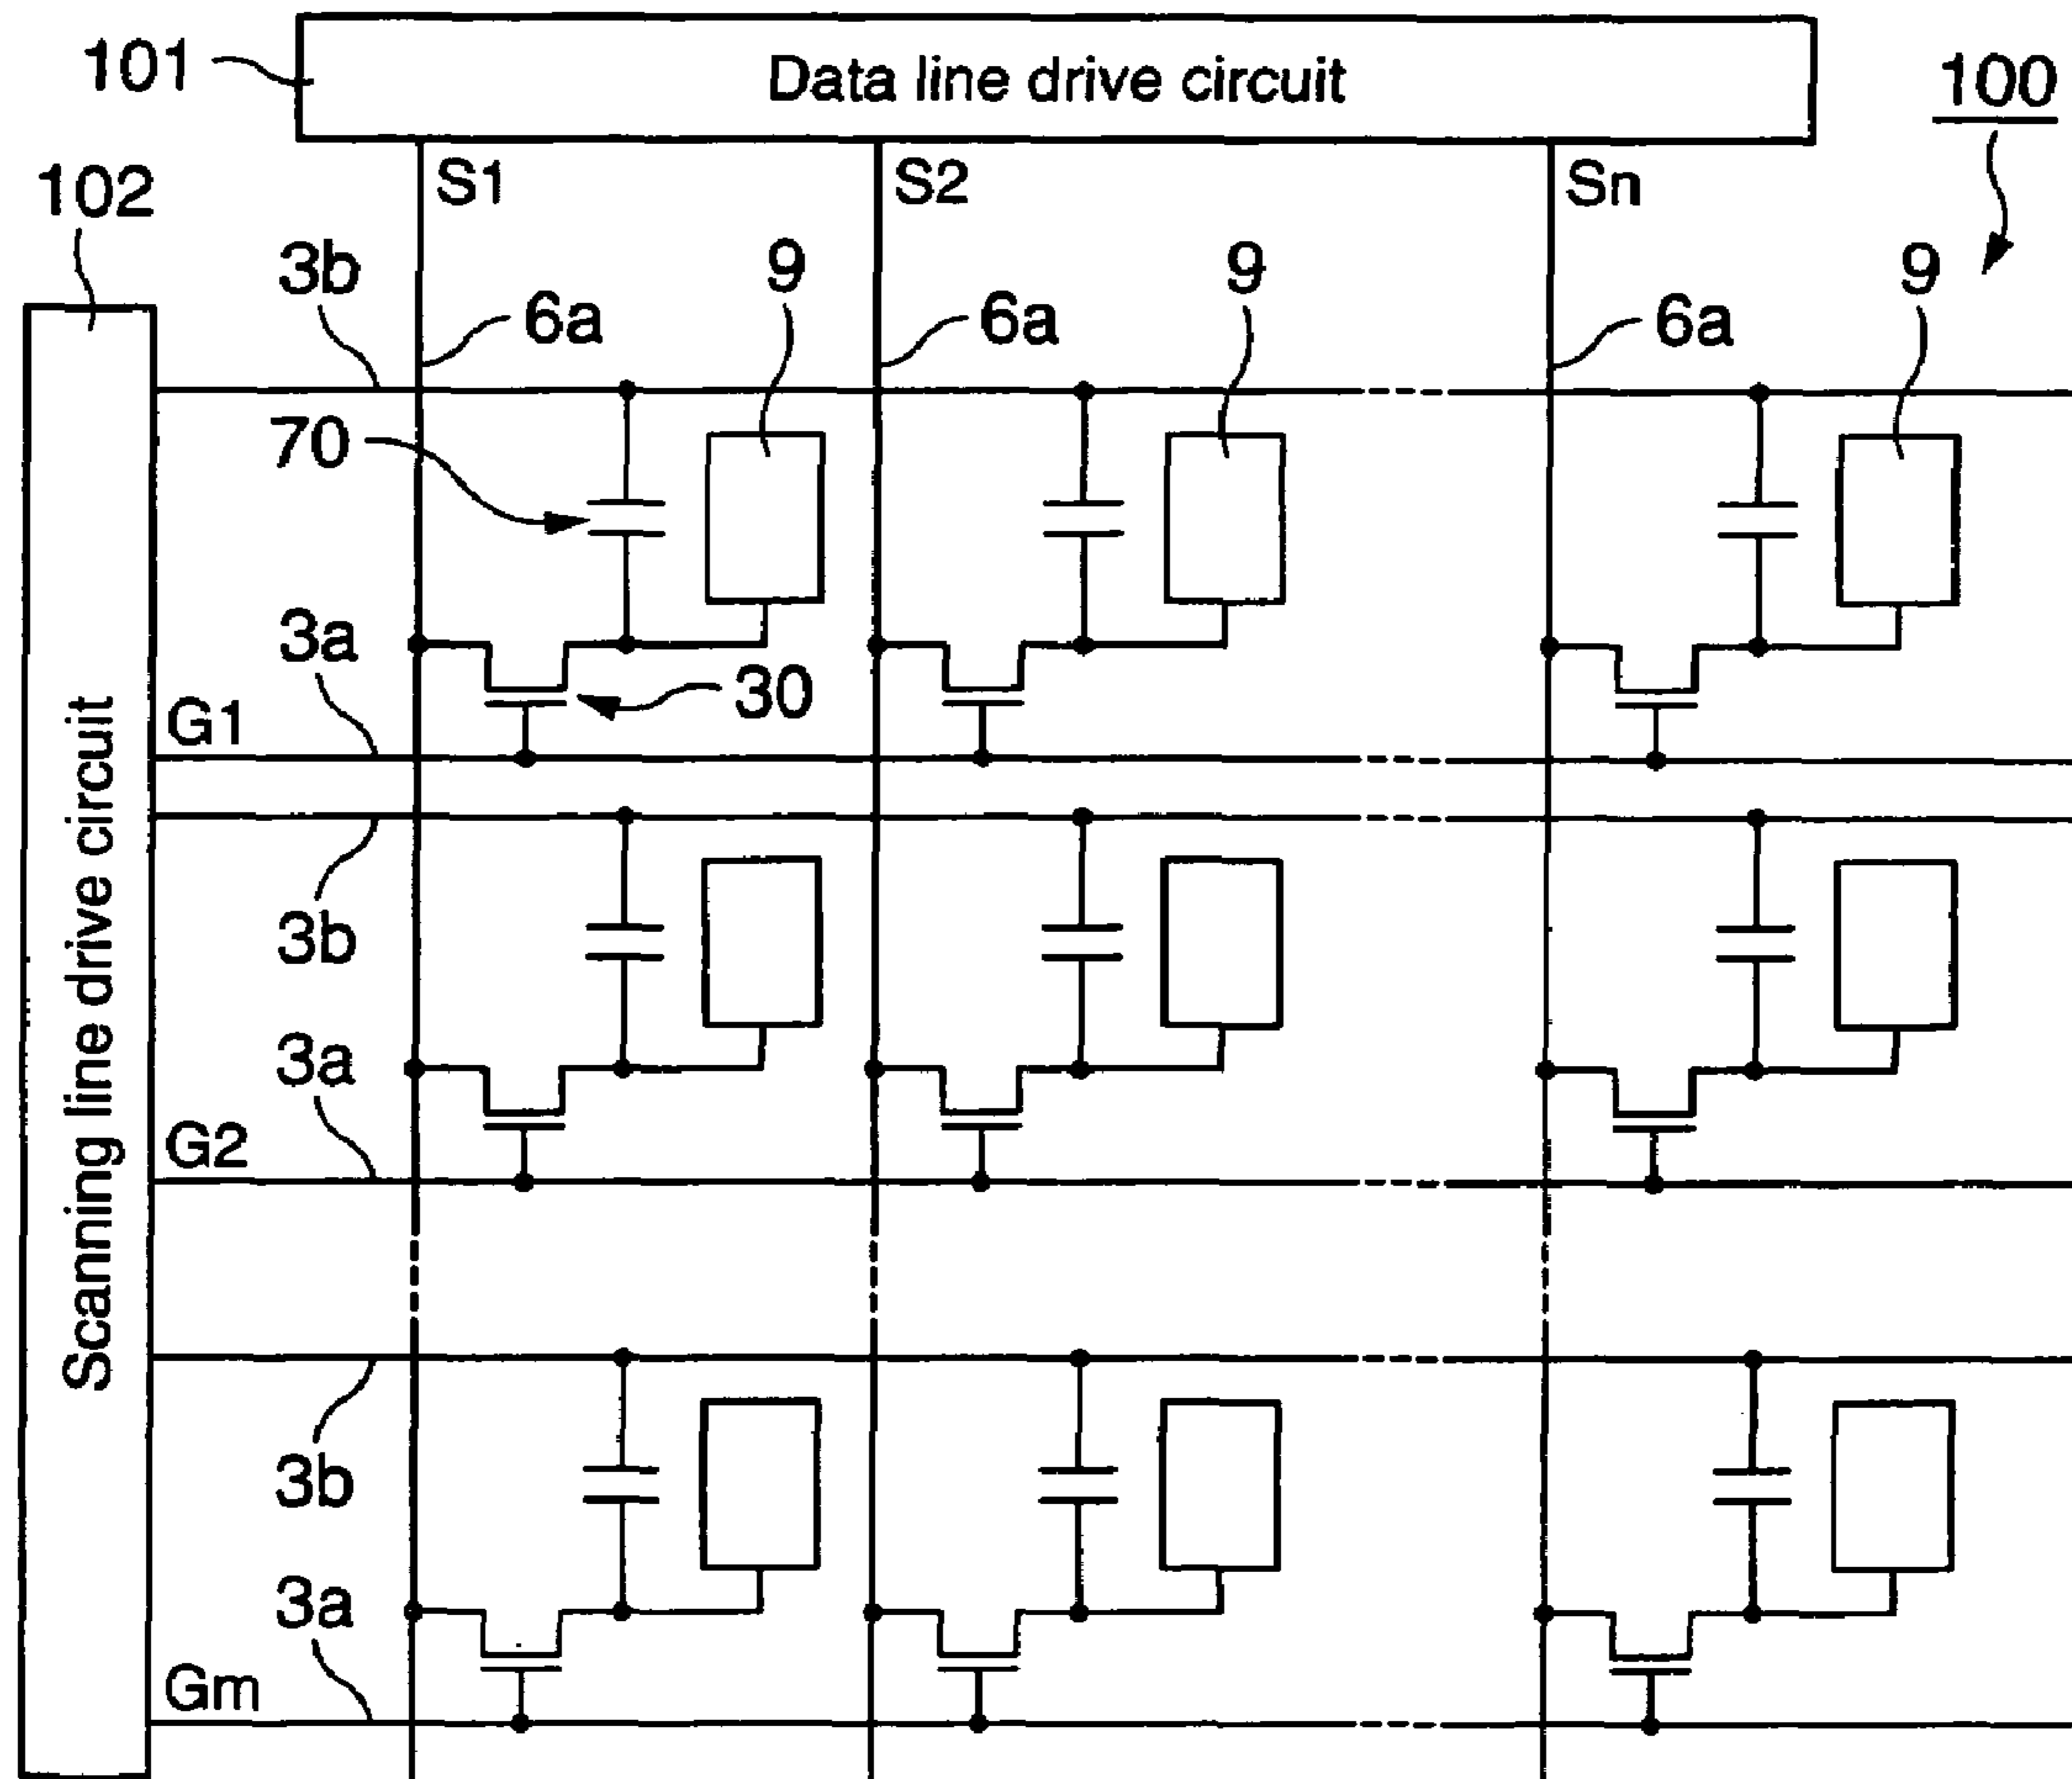 101
Data line drive circuit
100
102
S1
S2
Sn
3b
9
9
9
6a
6a
6a
70
3a
30
G1
Scanning line drive circuit
3b
3a
G2
3b
3a
Gm